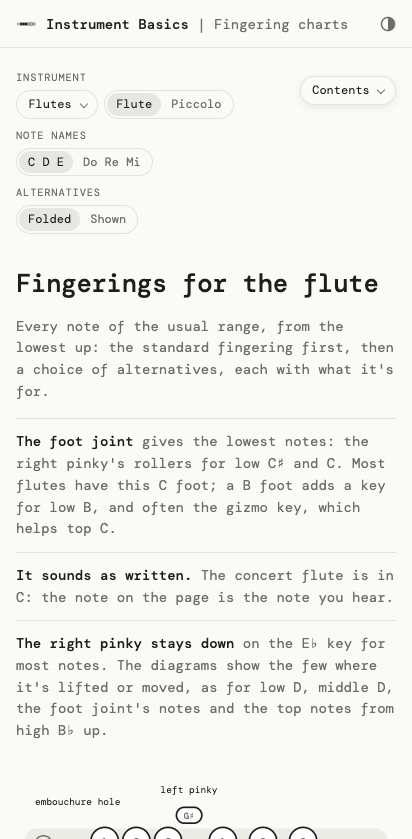 Instrument Basics | Fingering charts
INSTRUMENT
Flutes Flute Piccolo
Contents
NOTE NAMES
C D E Do Re Mi
ALTERNATIVES
Folded Shown
Fingerings for the flute
Every note of the usual range, from the
lowest up: the standard fingering first, then
a choice of alternatives, each with what it's
for.
The foot joint gives the lowest notes: the
right pinky's rollers for low C♯ and C. Most
flutes have this C foot; a B foot adds a key
for low B, and often the gizmo key, which
helps top C.
It sounds as written. The concert flute is in
C: the note on the page is the note you hear.
The right pinky stays down on the E♭ key for
most notes. The diagrams show the few where
it's lifted or moved, as for low D, middle D,
the foot joint's notes and the top notes from
high B♭ up.
left pinky
embouchure hole
G♯